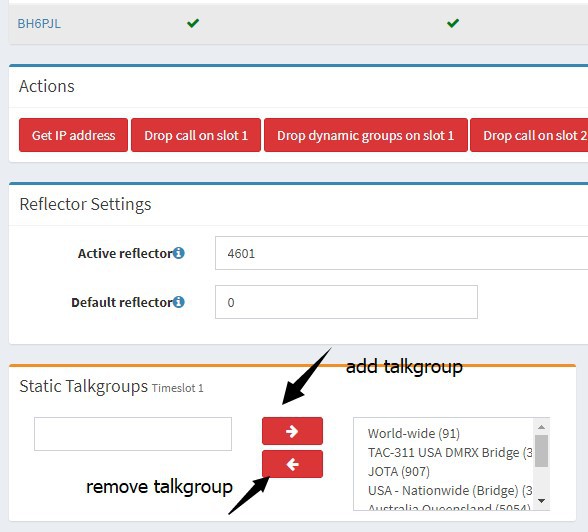 BH6PJL
Actions
Get IP address Drop call on slot 1 Drop dynamic groups on slot 1 Drop call on slot 2
Reflector Settings
Active reflector 4601
Default reflector 0
add talkgroup
Static Talkgroups Timeslot 1
World-wide (91)
TAC-311 USA DMRX Bridge (3
JOTA (907)
remove talkgroup
USA - Nationwide (Bridge) (3
Australia Queensland (5054)